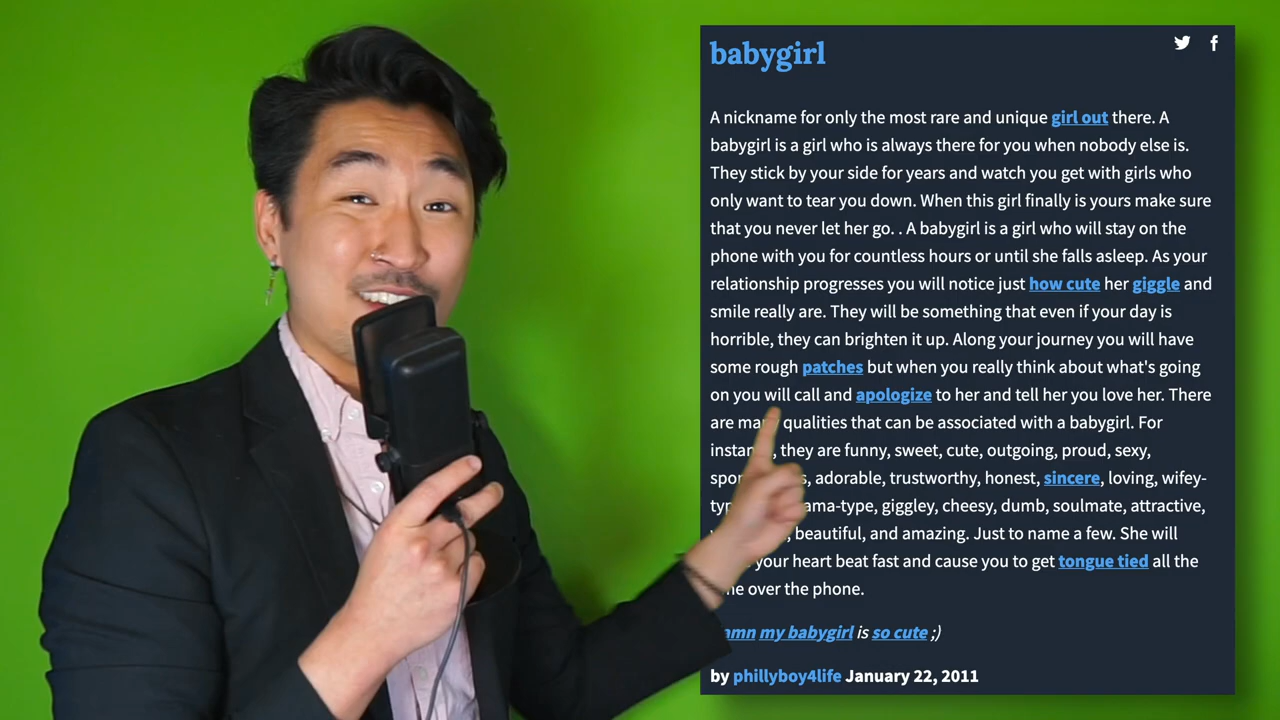 babygirl
A nickname for only the most rare and unique girl out there. A
babygirl is a girl who is always there for you when nobody else is.
They stick by your side for years and watch you get with girls who
only want to tear you down. When this girl finally is yours make sure
that you never let her go. . A babygirl is a girl who will stay on the
phone with you for countless hours or until she falls asleep. As your
relationship progresses you will notice just how cute her giggle and
smile really are. They will be something that even if your day is
horrible, they can brighten it up. Along your journey you will have
some rough patches but when you really think about what's going
on you will call and apologize to her and tell her you love her. There
are many qualities that can be associated with a babygirl. For
they are funny, sweet, cute, outgoing, proud, sexy,
adorable, trustworthy, honest, sincere, loving, wifey-
giggley, cheesy, dumb, soulmate, attractive,
beautiful, and amazing. Just to name a few. She will
your heart beat fast and cause you to get tongue tied all the
over the phone.
my babygirl is so cute ;)
by phillyboy4life January 22, 2011